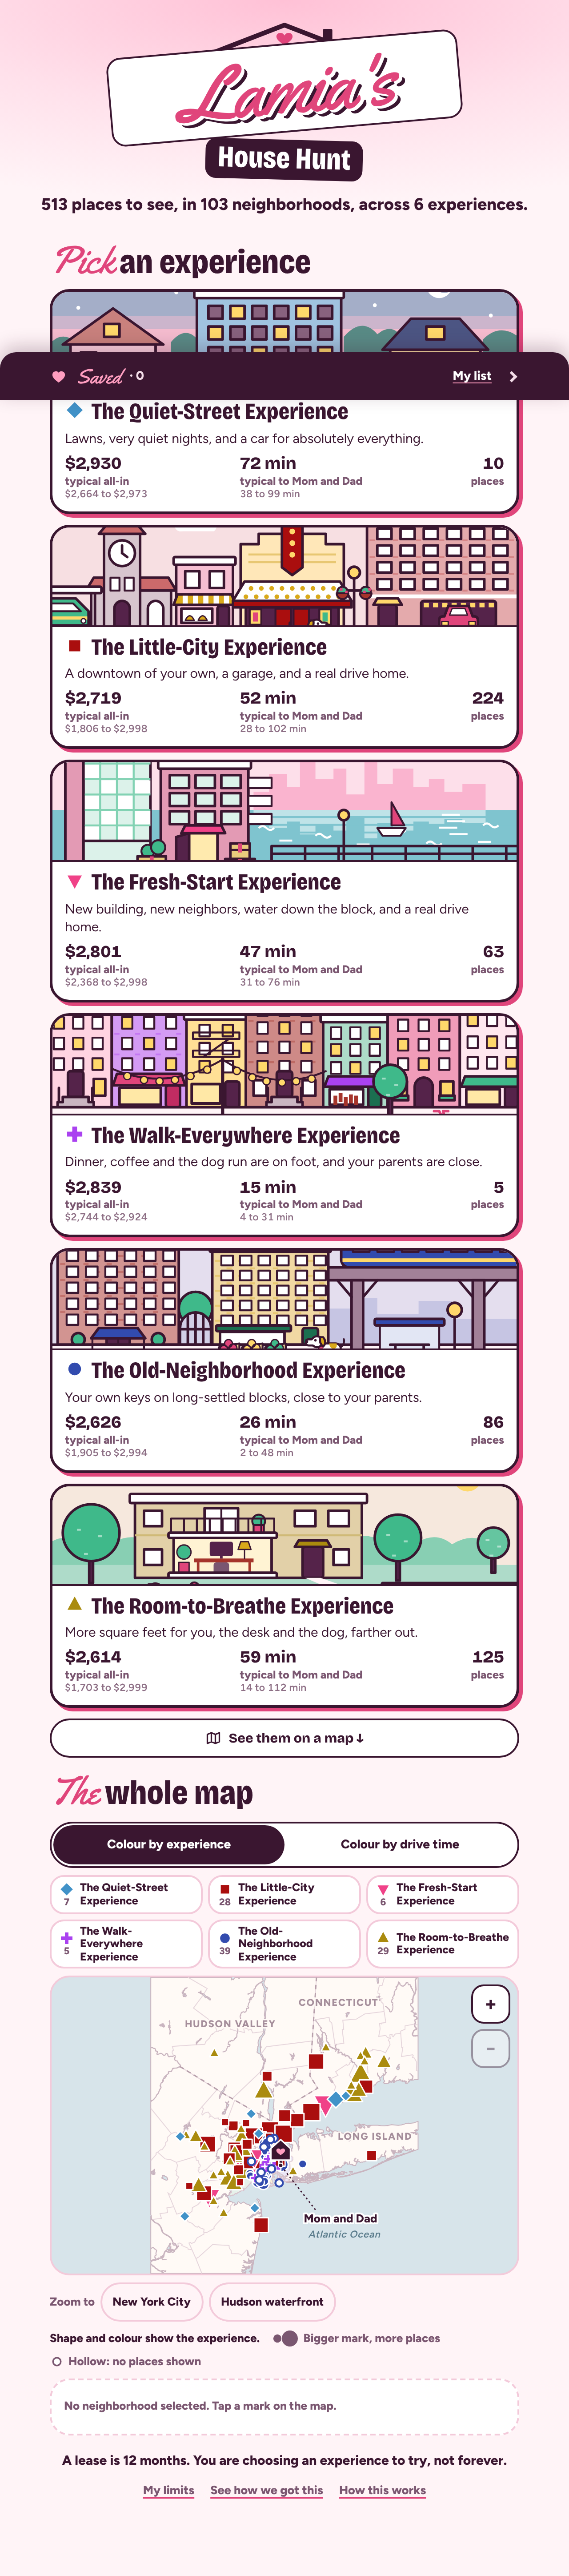 Lamia's
House Hunt
513 places to see, in 103 neighborhoods, across 6 experiences.
Pick an experience
Saved · 0
My list
The Quiet-Street Experience
Lawns, very quiet nights, and a car for absolutely everything.
$2,930 72 min 10
typical all-in typical to Mom and Dad places
$2,664 to $2,973 38 to 99 min
The Little-City Experience
A downtown of your own, a garage, and a real drive home.
$2,719 52 min 224
typical all-in typical to Mom and Dad places
$1,806 to $2,998 28 to 102 min
The Fresh-Start Experience
New building, new neighbors, water down the block, and a real drive
home.
$2,801 47 min 63
typical all-in typical to Mom and Dad places
$2,368 to $2,998 31 to 76 min
The Walk-Everywhere Experience
Dinner, coffee and the dog run are on foot, and your parents are close.
$2,839 15 min 5
typical all-in typical to Mom and Dad places
$2,744 to $2,924 4 to 31 min
The Old-Neighborhood Experience
Your own keys on long-settled blocks, close to your parents.
$2,626 26 min 86
typical all-in typical to Mom and Dad places
$1,905 to $2,994 2 to 48 min
The Room-to-Breathe Experience
More square feet for you, the desk and the dog, farther out.
$2,614 59 min 125
typical all-in typical to Mom and Dad places
$1,703 to $2,999 14 to 112 min
See them on a map ↓
The whole map
Colour by experience
Colour by drive time
The Quiet-Street
Experience
7
The Little-City
Experience
28
The Fresh-Start
Experience
6
The Walk-
Everywhere
Experience
5
The Old-
Neighborhood
Experience
39
The Room-to-Breathe
Experience
29
CONNECTICUT
HUDSON VALLEY
LONG ISLAND
Mom and Dad
Atlantic Ocean
+
−
Zoom to
New York City
Hudson waterfront
Shape and colour show the experience.
Bigger mark, more places
Hollow: no places shown
No neighborhood selected. Tap a mark on the map.
A lease is 12 months. You are choosing an experience to try, not forever.
My limits See how we got this How this works